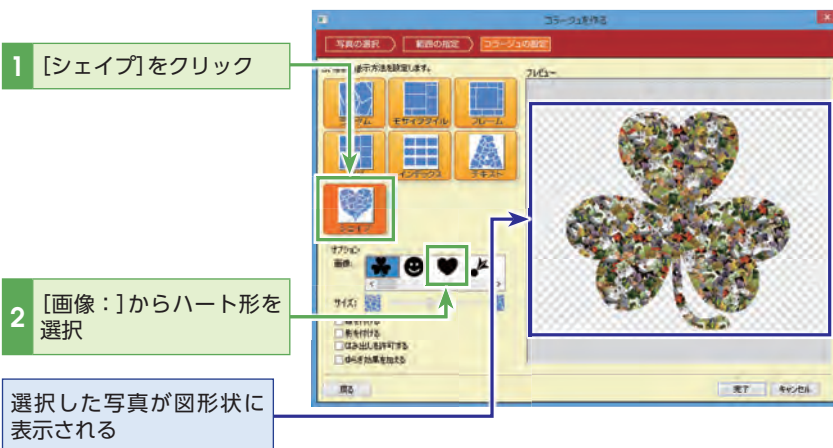 コラージュを作る
写真の選択
範囲の指定
コラージュの設定
1 [シェイプ]をクリック
表示方法を設定します。
プレビュー
モザイクタイル
フレーム
インデックス
テキスト
シェイプ
オプション
画像:
2 [画像：]からハート形を
選択
サイズ:
線を付ける
影を付ける
はみ出しを許可する
ゆらぎ効果を加える
選択した写真が図形状に
表示される
戻る
完了
キャンセル